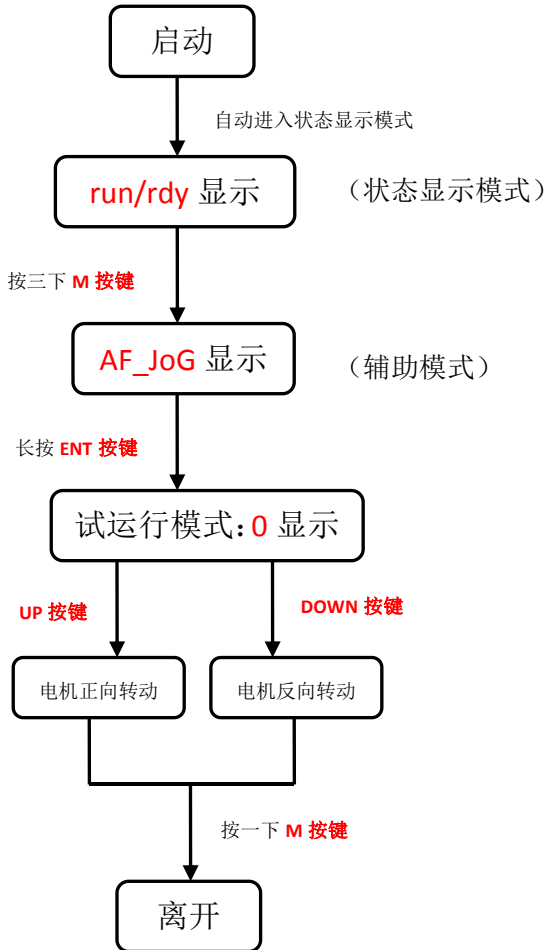 启动
自动进入状态显示模式
run/rdy 显示
（状态显示模式）
按三下 M 按键
AF_JoG 显示
（辅助模式）
长按 ENT 按键
试运行模式：0 显示
UP 按键
DOWN 按键
电机正向转动
电机反向转动
按一下 M 按键
离开